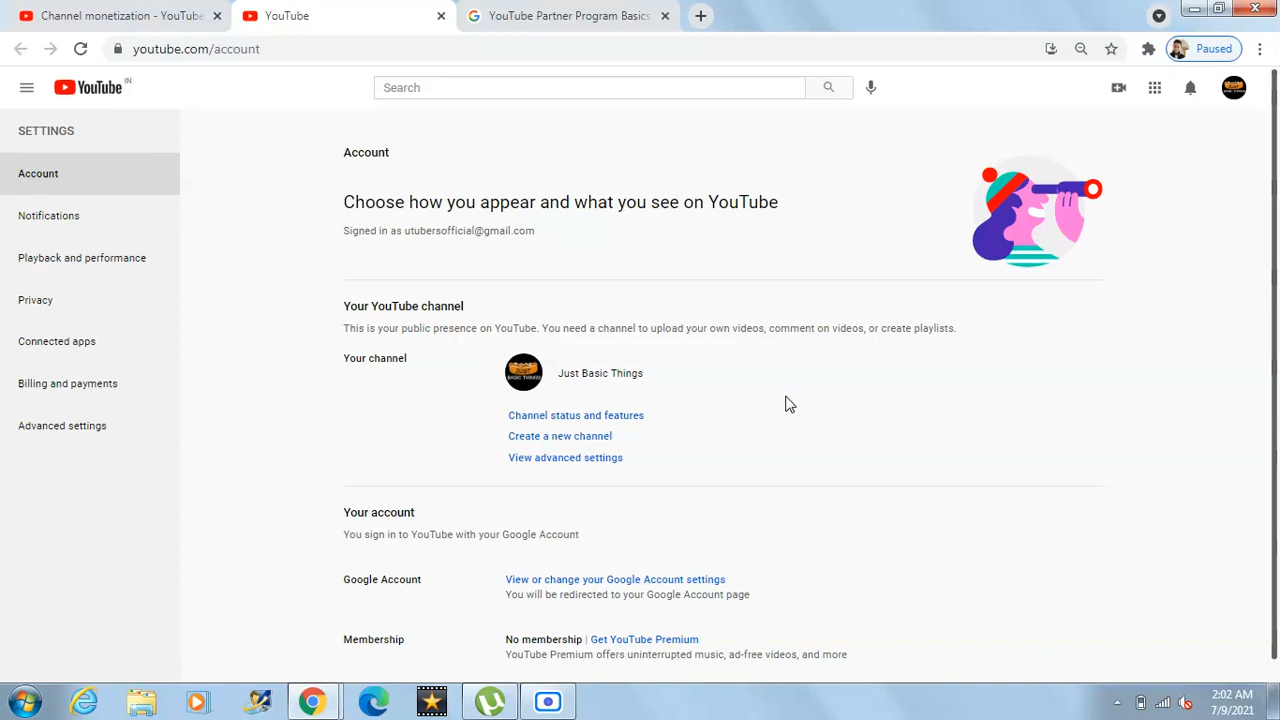 Channel monetization - YouTube
YouTube
YouTube Partner Program Basics
youtube.com/account
Paused
YouTube IN
Search
SETTINGS
Account
Notifications
Playback and performance
Privacy
Connected apps
Billing and payments
Advanced settings
Account
Choose how you appear and what you see on YouTube
Signed in as utubersofficial@gmail.com
Your YouTube channel
This is your public presence on YouTube. You need a channel to upload your own videos, comment on videos, or create playlists.
Your channel
JUST
BASIC THINGS
Just Basic Things
Channel status and features
Create a new channel
View advanced settings
Your account
You sign in to YouTube with your Google Account
Google Account
View or change your Google Account settings
You will be redirected to your Google Account page
Membership
No membership | Get YouTube Premium
YouTube Premium offers uninterrupted music, ad-free videos, and more
2:02 AM
7/9/2021